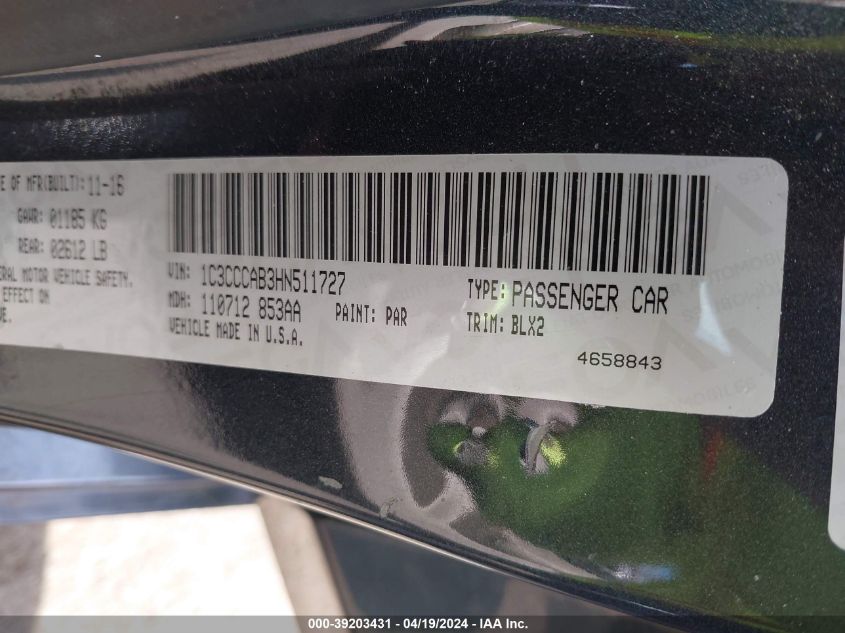 E OF MFR(BUILT): 11-16
GAWR: 01185 KG
REAR: 02612 LB
ERAL MOTOR VEHICLE SAFETY.
EFFECT ON
VE.
VIN: 1C3CCCAB3HN511727
MDH: 110712 853AA
PAINT: PAR
VEHICLE MADE IN U.S.A.
TYPE: PASSENGER CAR
TRIM: BLX2
4658843
000-39203431 - 04/19/2024 - IAA Inc.